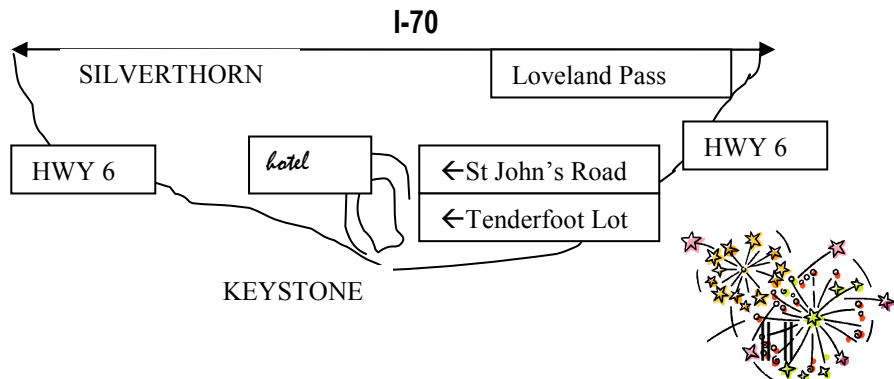 I-70
SILVERTHORN
Loveland Pass
HWY 6
hotel
←St John’s Road
HWY 6
←Tenderfoot Lot
KEYSTONE